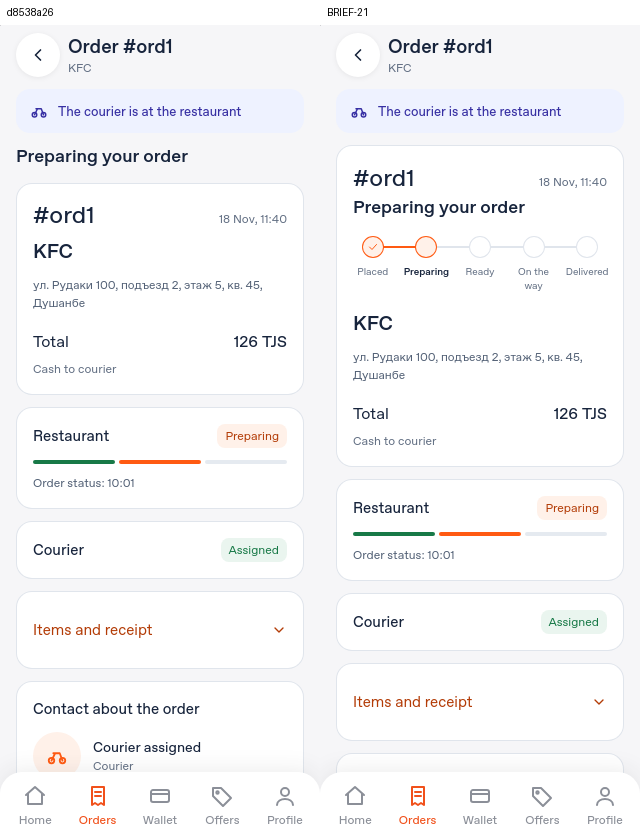 d8538a26
Order #ord1
KFC
The courier is at the restaurant
Preparing your order
#ord1
18 Nov, 11:40
KFC
ул. Рудаки 100, подъезд 2, этаж 5, кв. 45,
Душанбе
Total
126 TJS
Cash to courier
Restaurant
Preparing
Order status: 10:01
Courier
Assigned
Items and receipt
Contact about the order
Courier assigned
Courier
Home
Orders
Wallet
Offers
Profile
BRIEF-21
Order #ord1
KFC
The courier is at the restaurant
#ord1
18 Nov, 11:40
Preparing your order
Placed
Preparing
Ready
On the
way
Delivered
KFC
ул. Рудаки 100, подъезд 2, этаж 5, кв. 45,
Душанбе
Total
126 TJS
Cash to courier
Restaurant
Preparing
Order status: 10:01
Courier
Assigned
Items and receipt
Home
Orders
Wallet
Offers
Profile